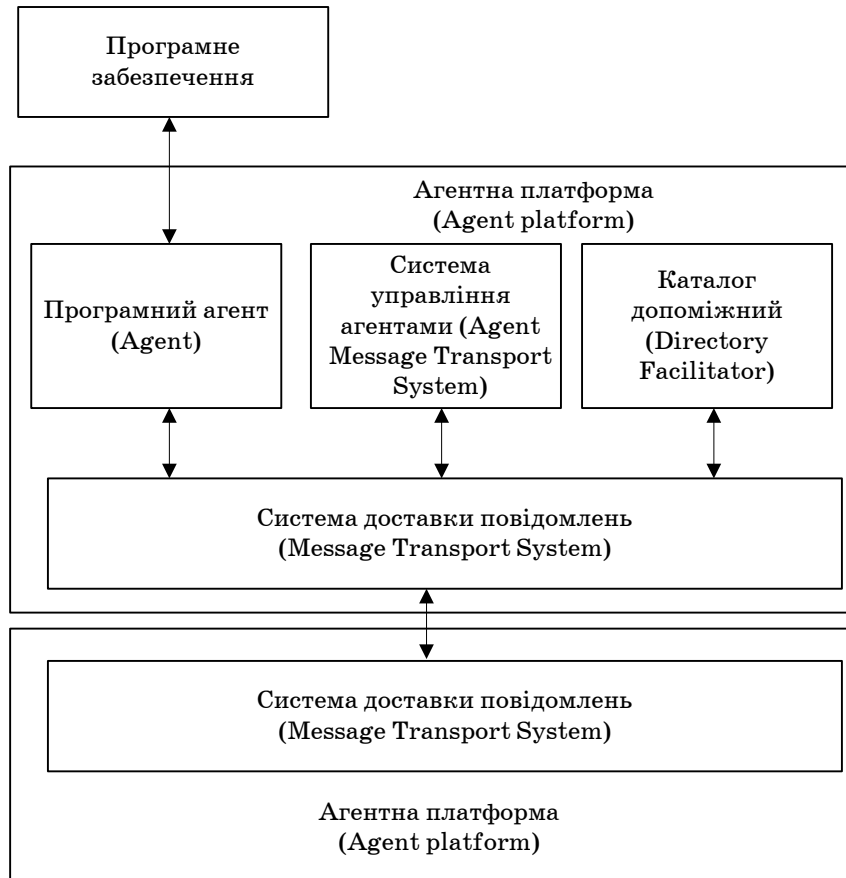 Програмне
забезпечення
Агентна платформа
(Agent platform)
Програмний агент
(Agent)
Система
управління
агентами (Agent
Message Transport
System)
Каталог
допоміжний
(Directory
Facilitator)
Система доставки повідомлень
(Message Transport System)
Система доставки повідомлень
(Message Transport System)
Агентна платформа
(Agent platform)